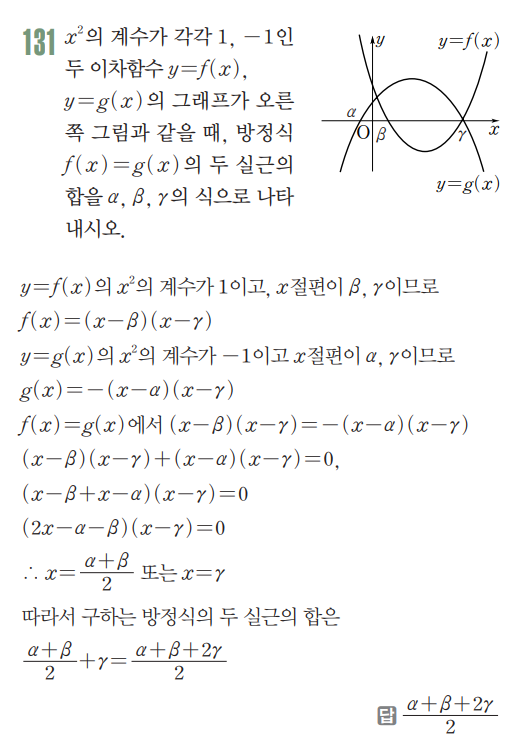 131 x²의 계수가 각각 1, -1인
두 이차함수 y=f(x),
y=g(x)의 그래프가 오른
쪽 그림과 같을 때, 방정식
f(x)=g(x)의 두 실근의
합을 α, β, γ의 식으로 나타
내시오.
y
y=f(x)
α
O
β
γ
x
y=g(x)
y=f(x)의 x²의 계수가 1이고, x절편이 β, γ이므로
f(x)=(x-β)(x-γ)
y=g(x)의 x²의 계수가 -1이고 x절편이 α, γ이므로
g(x)=-(x-α)(x-γ)
f(x)=g(x)에서 (x-β)(x-γ)=-(x-α)(x-γ)
(x-β)(x-γ)+(x-α)(x-γ)=0,
(x-β+x-α)(x-γ)=0
(2x-α-β)(x-γ)=0
∴ x=(α+β)/2 또는 x=γ
따라서 구하는 방정식의 두 실근의 합은
(α+β)/2+γ=(α+β+2γ)/2
답 (α+β+2γ)/2